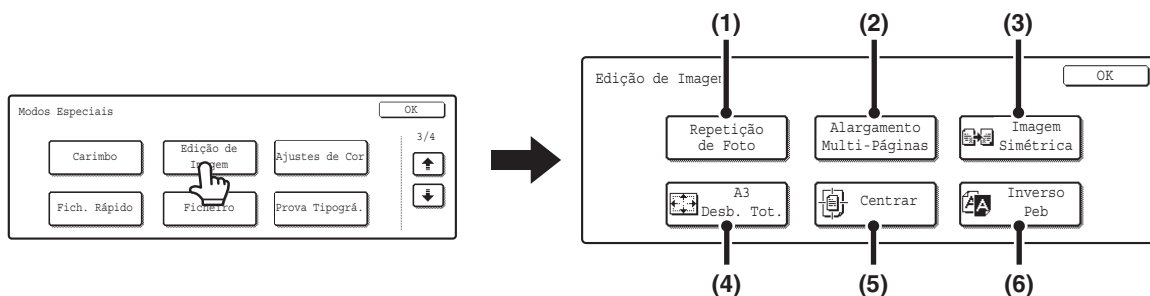 (1) (2) (3)
Edição de Imagem OK
Modos Especiais OK
3/4
Carimbo Edição de Imagem Ajustes de Cor
Fich. Rápido Ficheiro Prova Tipográ.
Repetição de Foto Alargamento Multi-Páginas Imagem Simétrica
A3 Desb. Tot. Centrar Inverso Peb
(4) (5) (6)